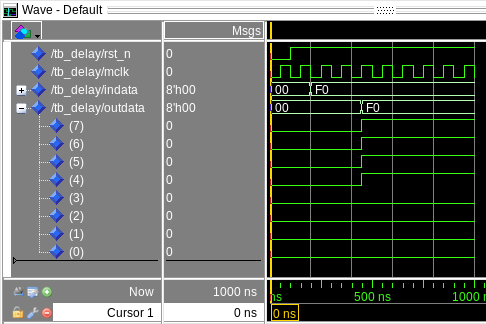 Wave - Default
Msgs
/tb_delay/rst_n 0
/tb_delay/mclk 0
/tb_delay/indata 8'h00 00 F0
/tb_delay/outdata 8'h00 00 F0
(7) 0
(6) 0
(5) 0
(4) 0
(3) 0
(2) 0
(1) 0
(0) 0
Now 1000 ns ns 500 ns 1000 n
Cursor 1 0 ns 0 ns